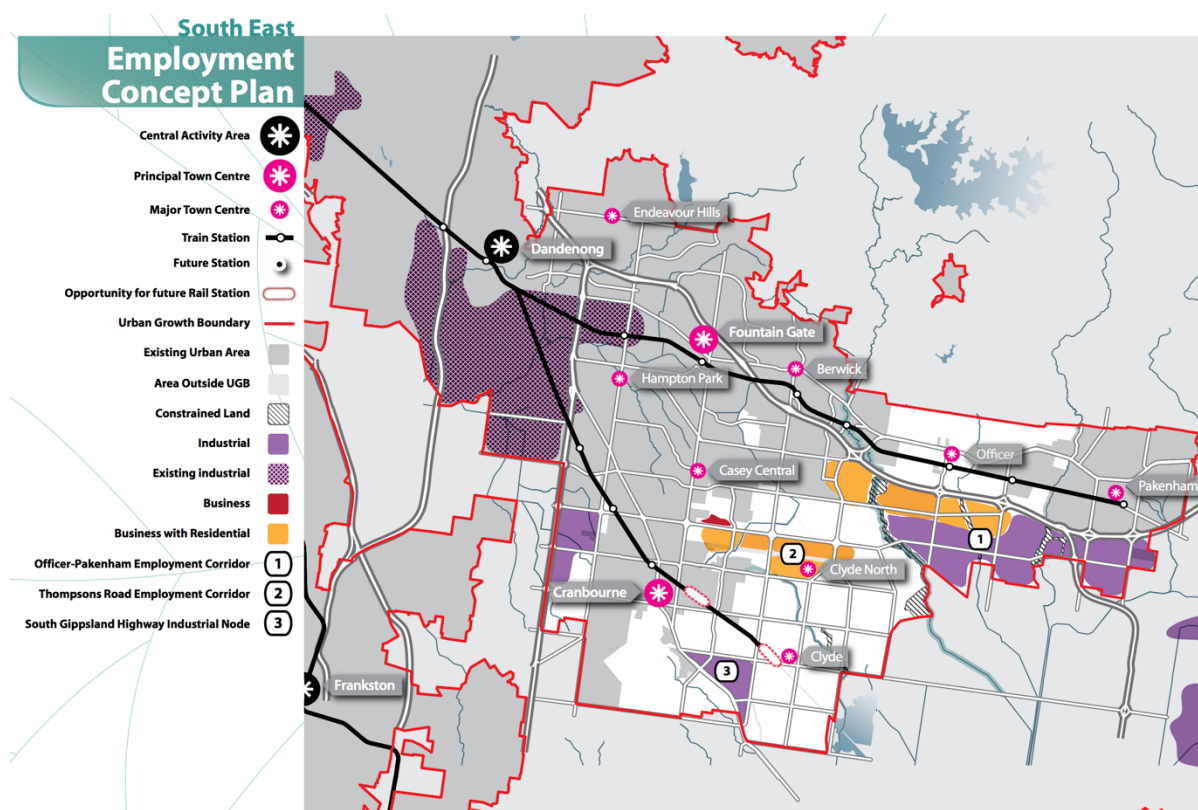 South East
Employment
Concept Plan
Central Activity Area
Principal Town Centre
Major Town Centre
Train Station
Future Station
Opportunity for future Rail Station
Urban Growth Boundary
Existing Urban Area
Area Outside UGB
Constrained Land
Industrial
Existing industrial
Business
Business with Residential
Officer-Pakenham Employment Corridor
1
Thompsons Road Employment Corridor
2
South Gippsland Highway Industrial Node
3
Endeavour Hills
Dandenong
Fountain Gate
Berwick
Hampton Park
Officer
Casey Central
Pakenham
1
2
Clyde North
Cranbourne
Clyde
3
Frankston